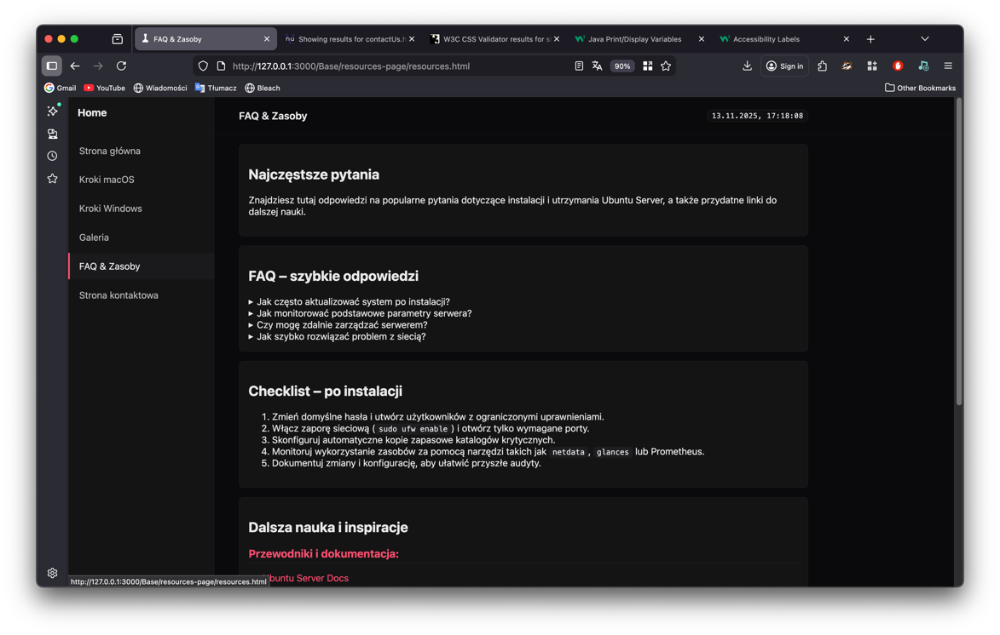 FAQ & Zasoby
Showing results for contactUs.h
W3C CSS Validator results for st
Java Print/Display Variables
Accessibility Labels
http://127.0.0.1:3000/Base/resources-page/resources.html
90%
Sign in
Gmail
YouTube
Wiadomości
Tłumacz
Bleach
Other Bookmarks
Home
Strona główna
Kroki macOS
Kroki Windows
Galeria
FAQ & Zasoby
Strona kontaktowa
FAQ & Zasoby
13.11.2025, 17:18:08
Najczęstsze pytania
Znajdziesz tutaj odpowiedzi na popularne pytania dotyczące instalacji i utrzymania Ubuntu Server, a także przydatne linki do
dalszej nauki.
FAQ – szybkie odpowiedzi
Jak często aktualizować system po instalacji?
Jak monitorować podstawowe parametry serwera?
Czy mogę zdalnie zarządzać serwerem?
Jak szybko rozwiązać problem z siecią?
Checklist – po instalacji
1. Zmień domyślne hasła i utwórz użytkowników z ograniczonymi uprawnieniami.
2. Włącz zaporę sieciową ( sudo ufw enable ) i otwórz tylko wymagane porty.
3. Skonfiguruj automatyczne kopie zapasowe katalogów krytycznych.
4. Monitoruj wykorzystanie zasobów za pomocą narzędzi takich jak netdata , glances lub Prometheus.
5. Dokumentuj zmiany i konfigurację, aby ułatwić przyszłe audyty.
Dalsza nauka i inspiracje
Przewodniki i dokumentacja:
buntu Server Docs
http://127.0.0.1:3000/Base/resources-page/resources.html